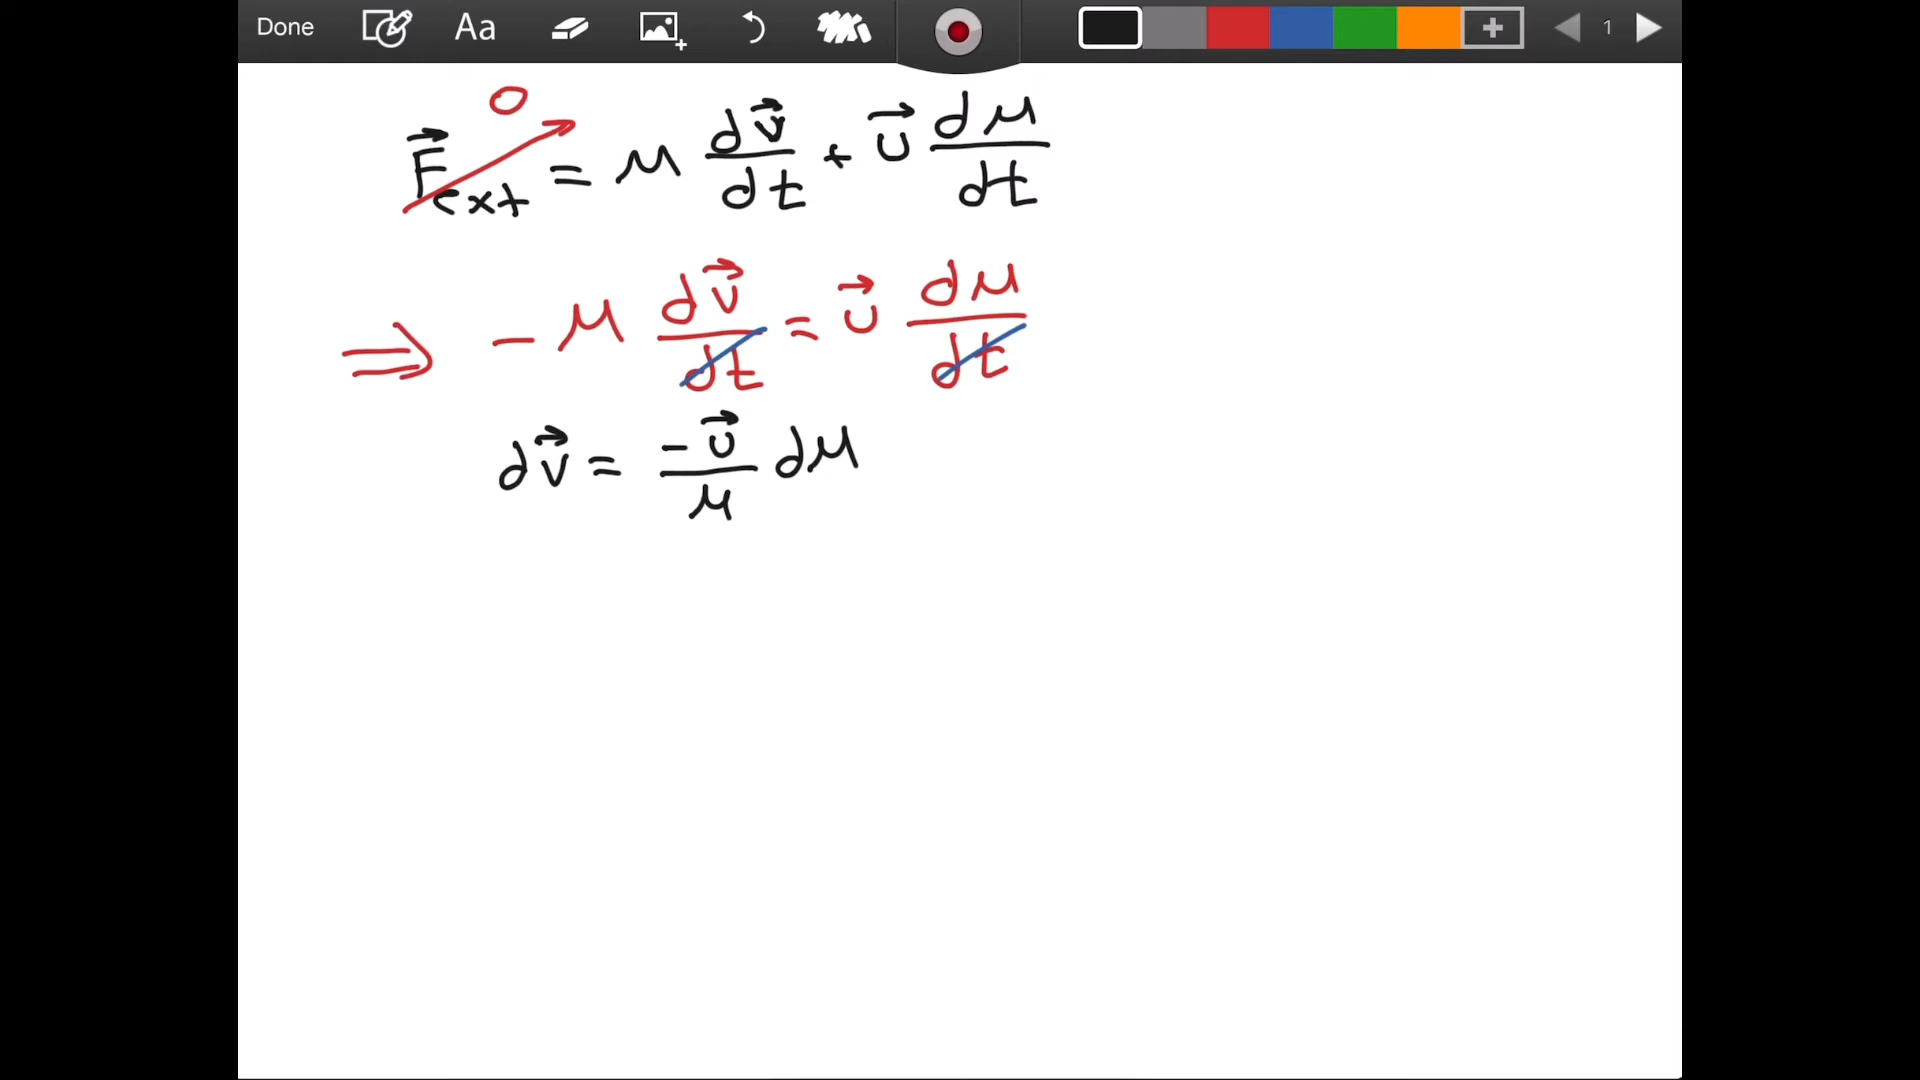 Done Aa + 1
0
F⃗ext = M dv⃗/dt + u⃗ dM/dt
⇒ - M dv⃗/dt = u⃗ dM/dt
dv⃗ = -u⃗/M dM